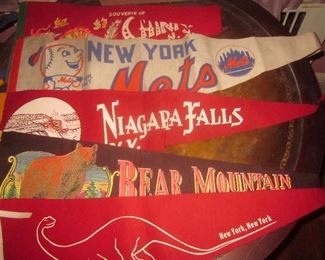 SOUVENIR OF
NEW YORK
Mets
Mets
NIAGARA FALLS
BEAR MOUNTAIN
New York, New York